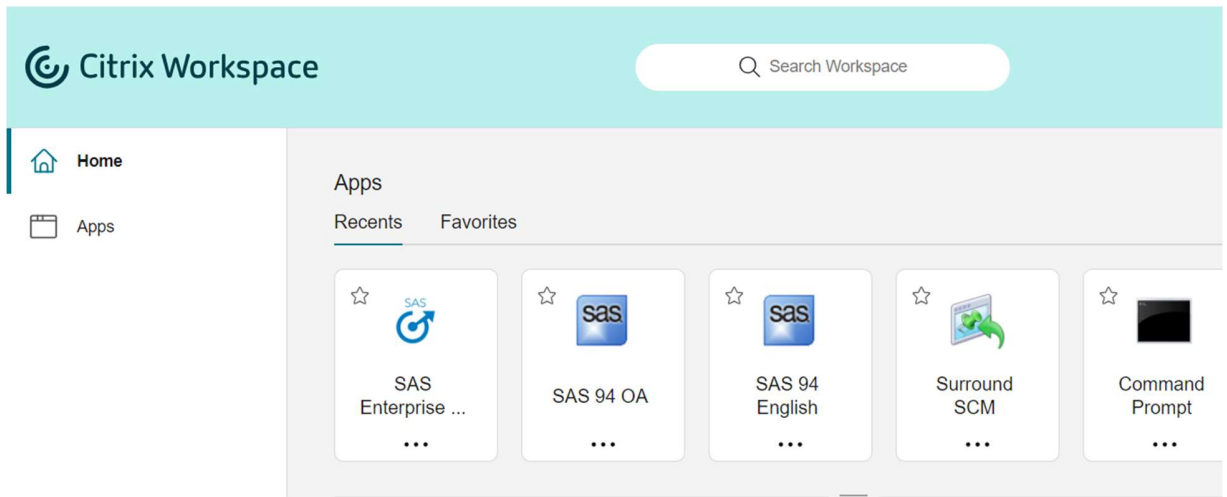 Citrix Workspace
Search Workspace
Home
Apps
Apps
Recents Favorites
SAS
SAS
Enterprise ...
sas
SAS 94 OA
sas
SAS 94
English
Surround
SCM
Command
Prompt